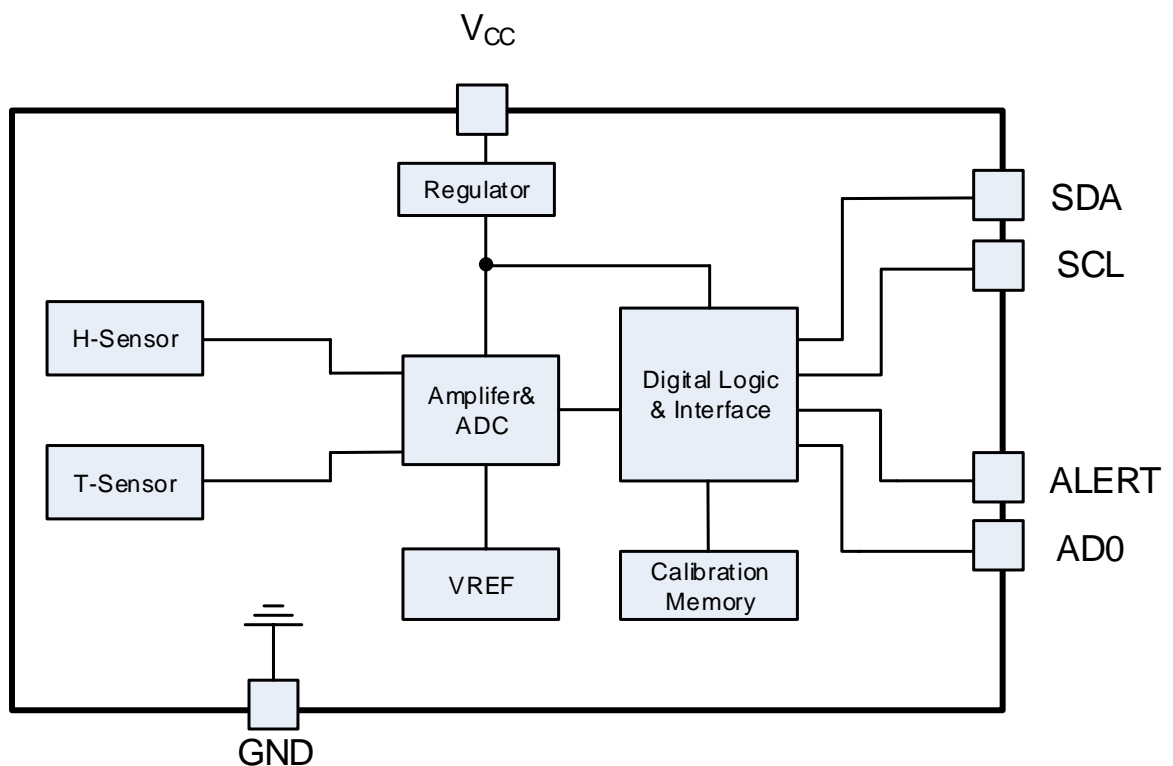 VCC
Regulator
SDA
SCL
H-Sensor
Amplifer&
ADC
Digital Logic
& Interface
T-Sensor
ALERT
AD0
VREF
Calibration
Memory
GND